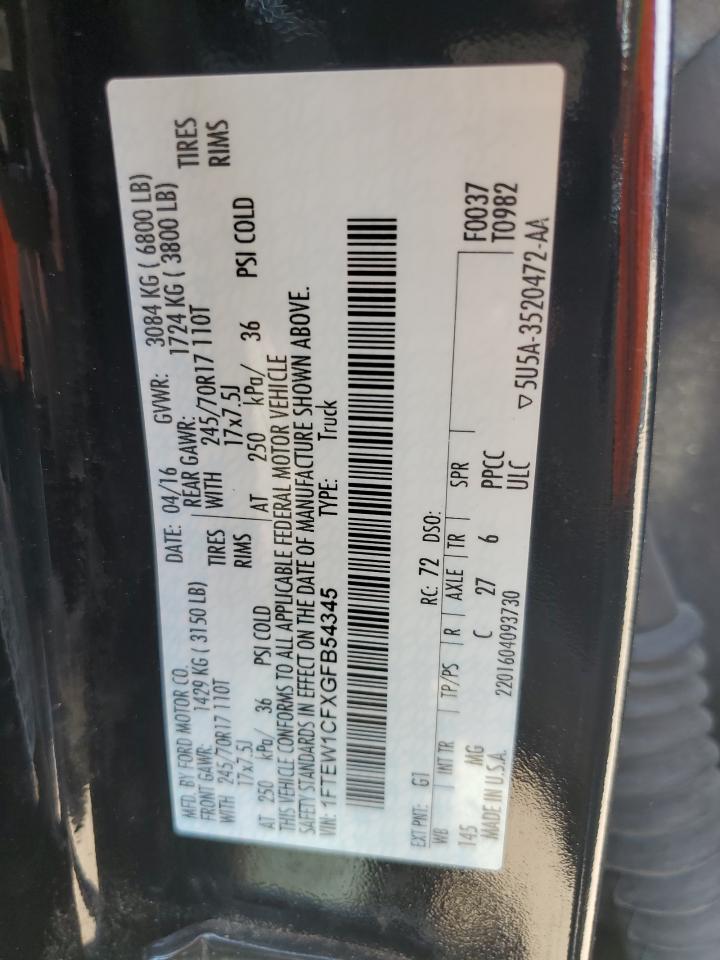 MFD. BY FORD MOTOR CO.
DATE: 04/16 GVWR: 3084 KG ( 6800 LB)
FRONT GAWR: 1429 KG ( 3150 LB) REAR GAWR: 1724 KG ( 3800 LB)
WITH 245/70R17 110T TIRES WITH 245/70R17 110T TIRES
17x7.5J RIMS 17x7.5J RIMS
AT 250 kPa/ 36 PSI COLD AT 250 kPa/ 36 PSI COLD
THIS VEHICLE CONFORMS TO ALL APPLICABLE FEDERAL MOTOR VEHICLE
SAFETY STANDARDS IN EFFECT ON THE DATE OF MANUFACTURE SHOWN ABOVE.
VIN: 1FTEW1CFXGFB54345 TYPE: Truck
EXT PNT: G1 RC: 72 DSO: F0037
WB INT TR TP/PS R AXLE TR SPR T0982
145 MG C 27 6 PPCC
MADE IN U.S.A. 2201604093730 ULC
▽5U5A-3520472-AA